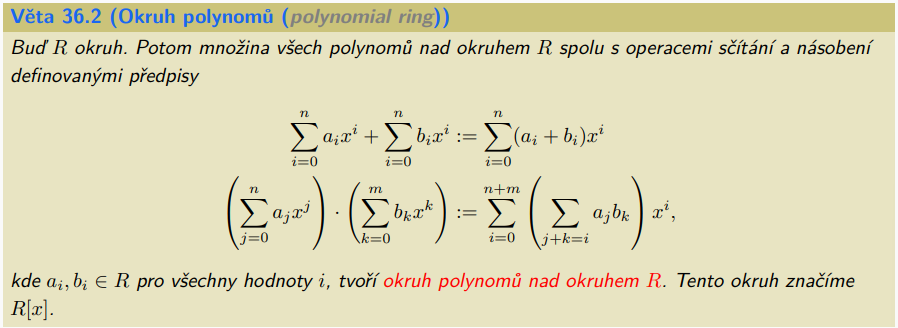 Věta 36.2 (Okruh polynomů (polynomial ring))
Buď R okruh. Potom množina všech polynomů nad okruhem R spolu s operacemi sčítání a násobení
definovanými předpisy
\sum_{i=0}^{n} a_i x^i + \sum_{i=0}^{n} b_i x^i := \sum_{i=0}^{n} (a_i + b_i) x^i
\left( \sum_{j=0}^{n} a_j x^j \right) \cdot \left( \sum_{k=0}^{m} b_k x^k \right) := \sum_{i=0}^{n+m} \left( \sum_{j+k=i} a_j b_k \right) x^i,
kde a_i, b_i ∈ R pro všechny hodnoty i, tvoří okruh polynomů nad okruhem R. Tento okruh značíme
R[x].